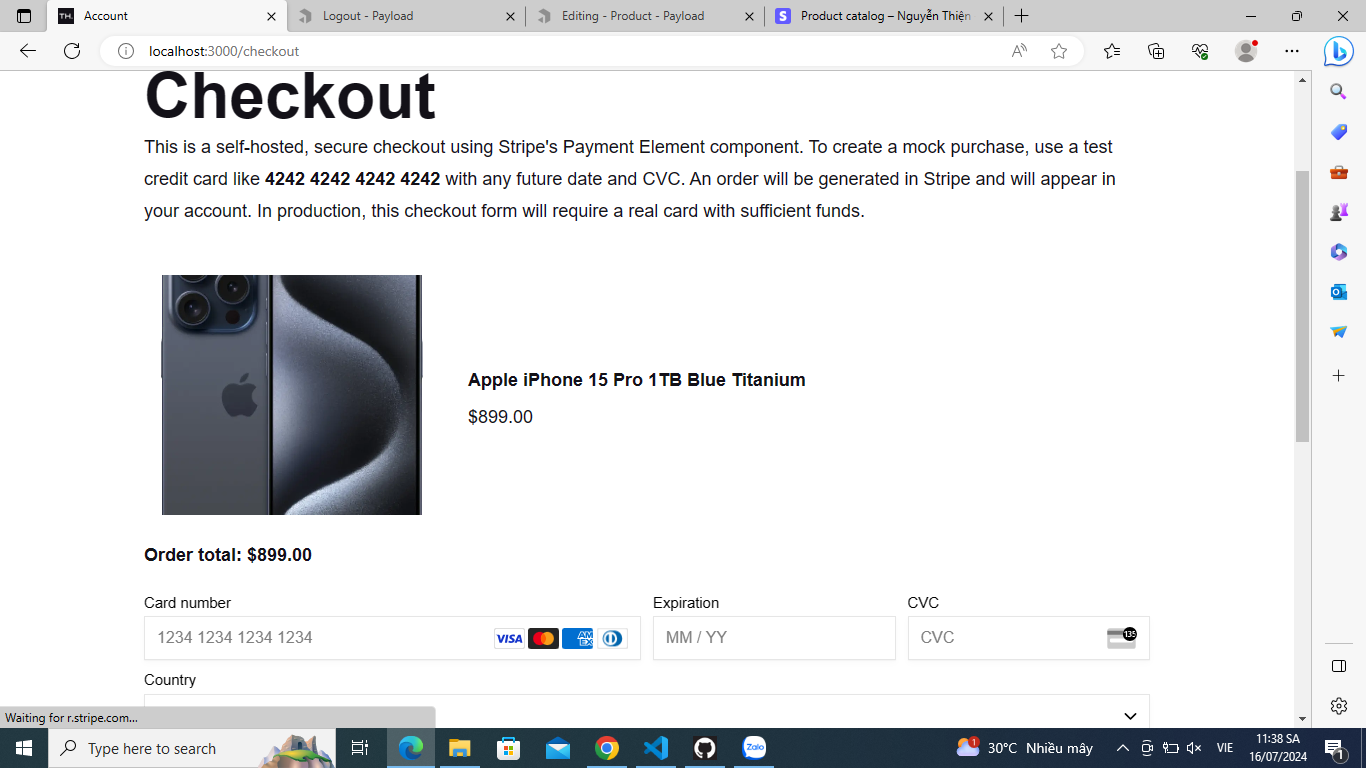 TH.
Account
Logout - Payload
Editing - Product - Payload
S
Product catalog – Nguyễn Thiện
localhost:3000/checkout
Checkout
This is a self-hosted, secure checkout using Stripe's Payment Element component. To create a mock purchase, use a test
credit card like 4242 4242 4242 4242 with any future date and CVC. An order will be generated in Stripe and will appear in
your account. In production, this checkout form will require a real card with sufficient funds.
Apple iPhone 15 Pro 1TB Blue Titanium
$899.00
Order total: $899.00
Card number
Expiration
CVC
1234 1234 1234 1234
VISA
AM
EX
MM / YY
CVC
135
Country
Waiting for r.stripe.com...
Type here to search
Zalo
1
30°C Nhiều mây
VIE
11:38 SA
16/07/2024
1